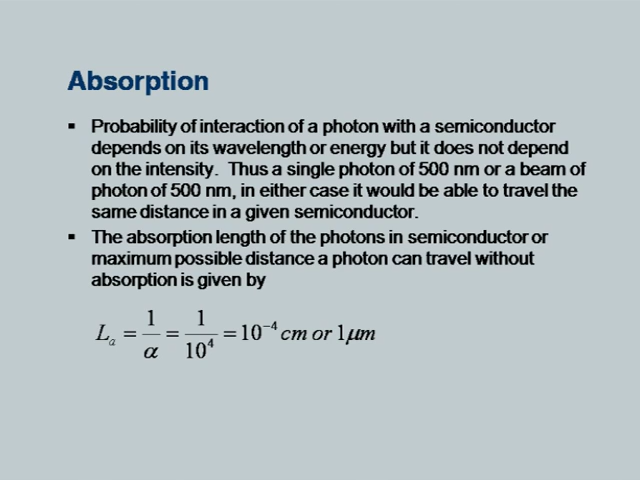 Absorption
▪ Probability of interaction of a photon with a semiconductor
depends on its wavelength or energy but it does not depend
on the intensity. Thus a single photon of 500 nm or a beam of
photon of 500 nm, in either case it would be able to travel the
same distance in a given semiconductor.
▪ The absorption length of the photons in semiconductor or
maximum possible distance a photon can travel without
absorption is given by
L_a = 1/α = 1/10^4 = 10^−4 cm or 1μm